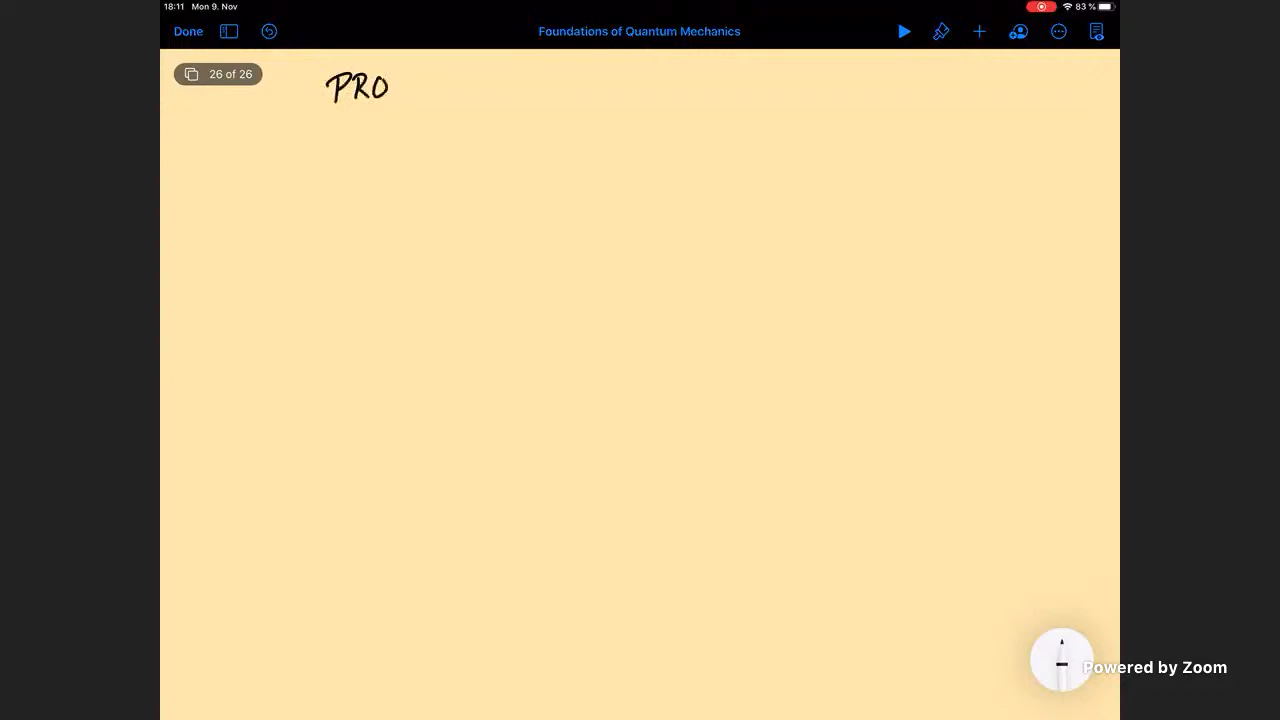 18:11 Mon 9. Nov 83 %
Done Foundations of Quantum Mechanics
26 of 26
PRO
Powered by Zoom